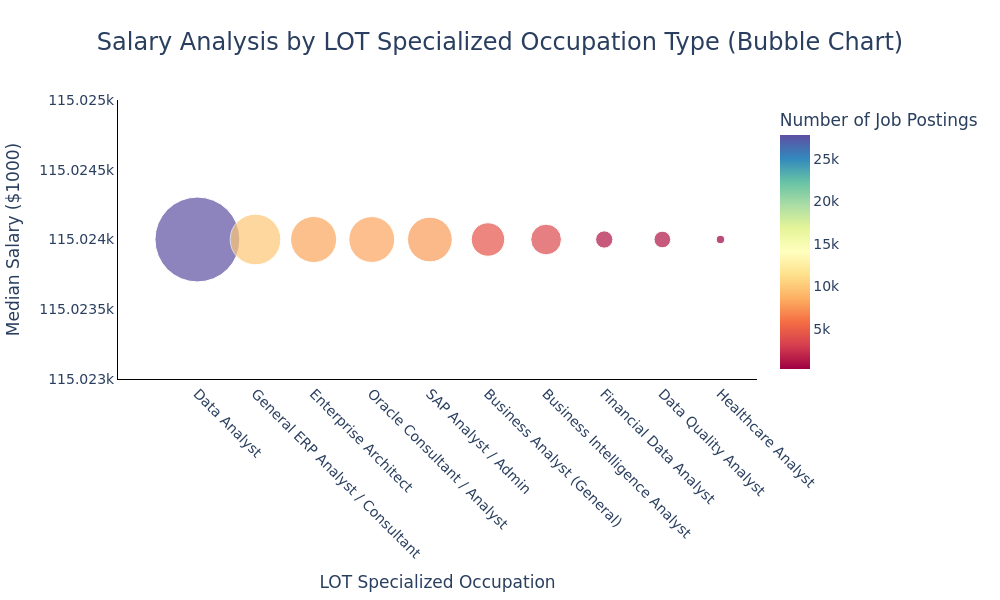 Salary Analysis by LOT Specialized Occupation Type (Bubble Chart)
Median Salary ($1000)
115.025k
115.0245k
115.024k
115.0235k
115.023k
Data Analyst
General ERP Analyst / Consultant
Enterprise Architect
Oracle Consultant / Analyst
SAP Analyst / Admin
Business Analyst (General)
Business Intelligence Analyst
Financial Data Analyst
Data Quality Analyst
Healthcare Analyst
LOT Specialized Occupation
Number of Job Postings
25k
20k
15k
10k
5k